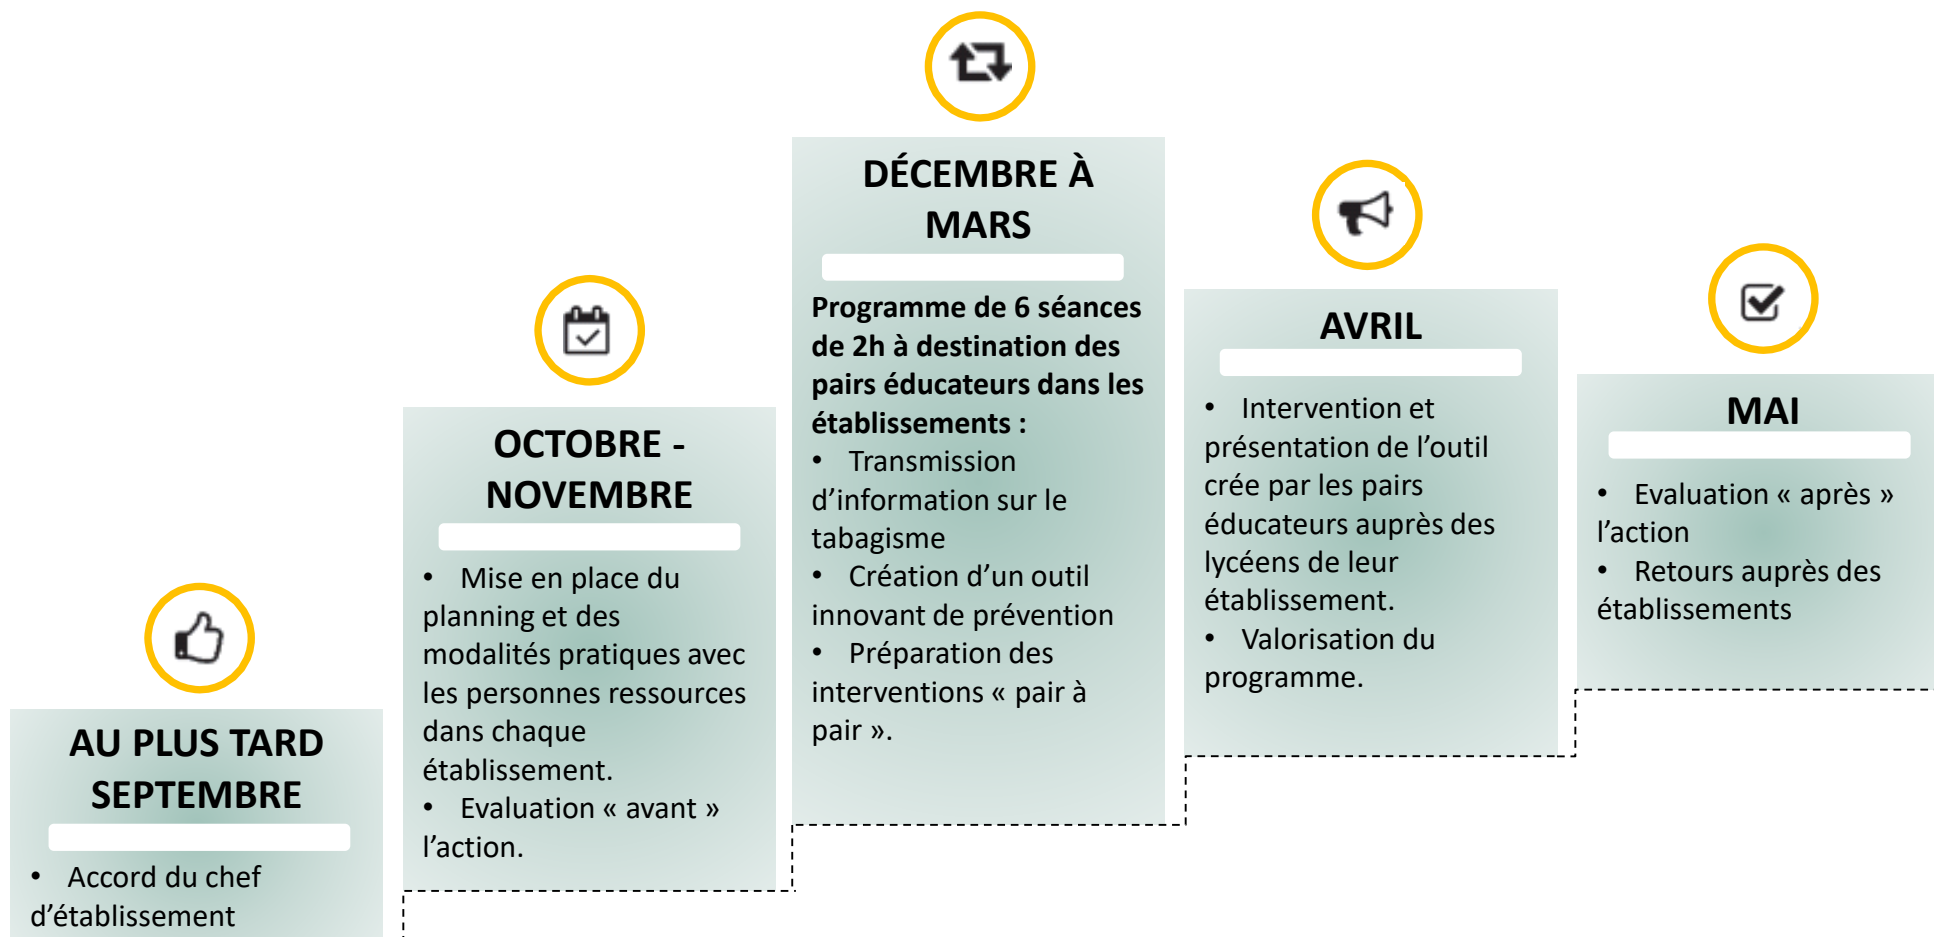 AU PLUS TARD
SEPTEMBRE
• Accord du chef
d’établissement
OCTOBRE -
NOVEMBRE
• Mise en place du
planning et des
modalités pratiques avec
les personnes ressources
dans chaque
établissement.
• Evaluation « avant »
l’action.
DÉCEMBRE À
MARS
Programme de 6 séances
de 2h à destination des
pairs éducateurs dans les
établissements :
• Transmission
d’information sur le
tabagisme
• Création d’un outil
innovant de prévention
• Préparation des
interventions « pair à
pair ».
AVRIL
• Intervention et
présentation de l’outil
crée par les pairs
éducateurs auprès des
lycéens de leur
établissement.
• Valorisation du
programme.
MAI
• Evaluation « après »
l’action
• Retours auprès des
établissements